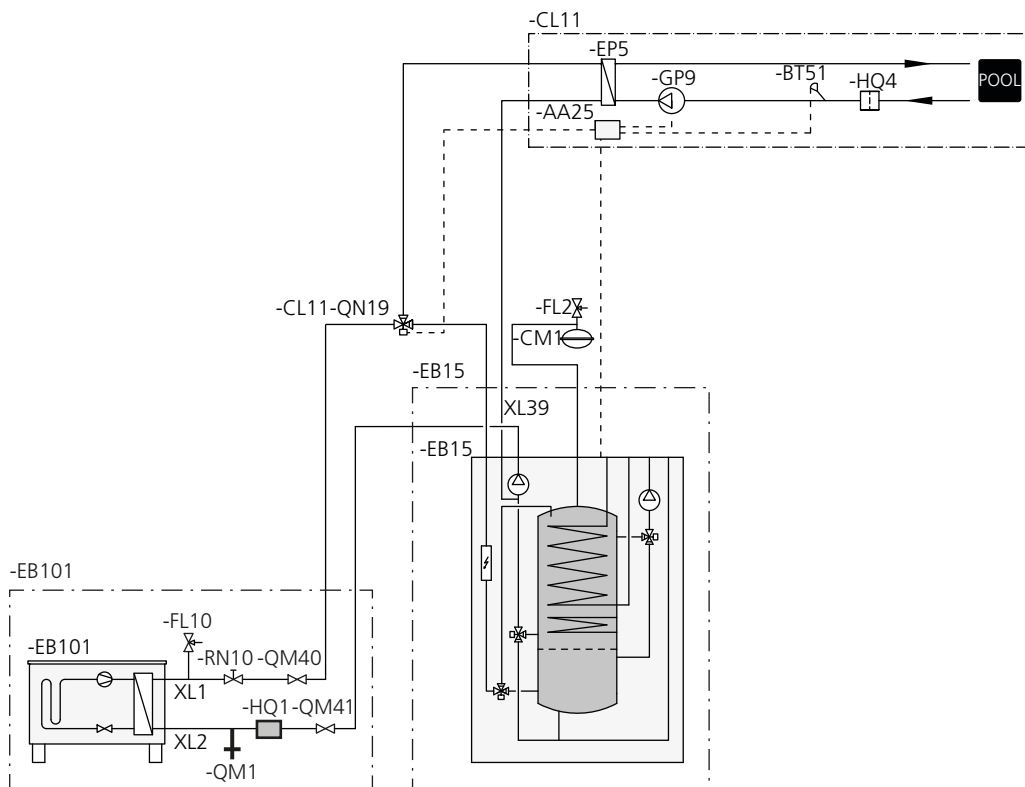 -CL11
-EP5
-GP9
-BT51
-HQ4
POOL
-AA25
-CL11-QN19
-FL2
-CM1
-EB15
XL39
-EB15
-EB101
-FL10
-EB101
-RN10 -QM40
XL1
-HQ1 -QM41
XL2
-QM1